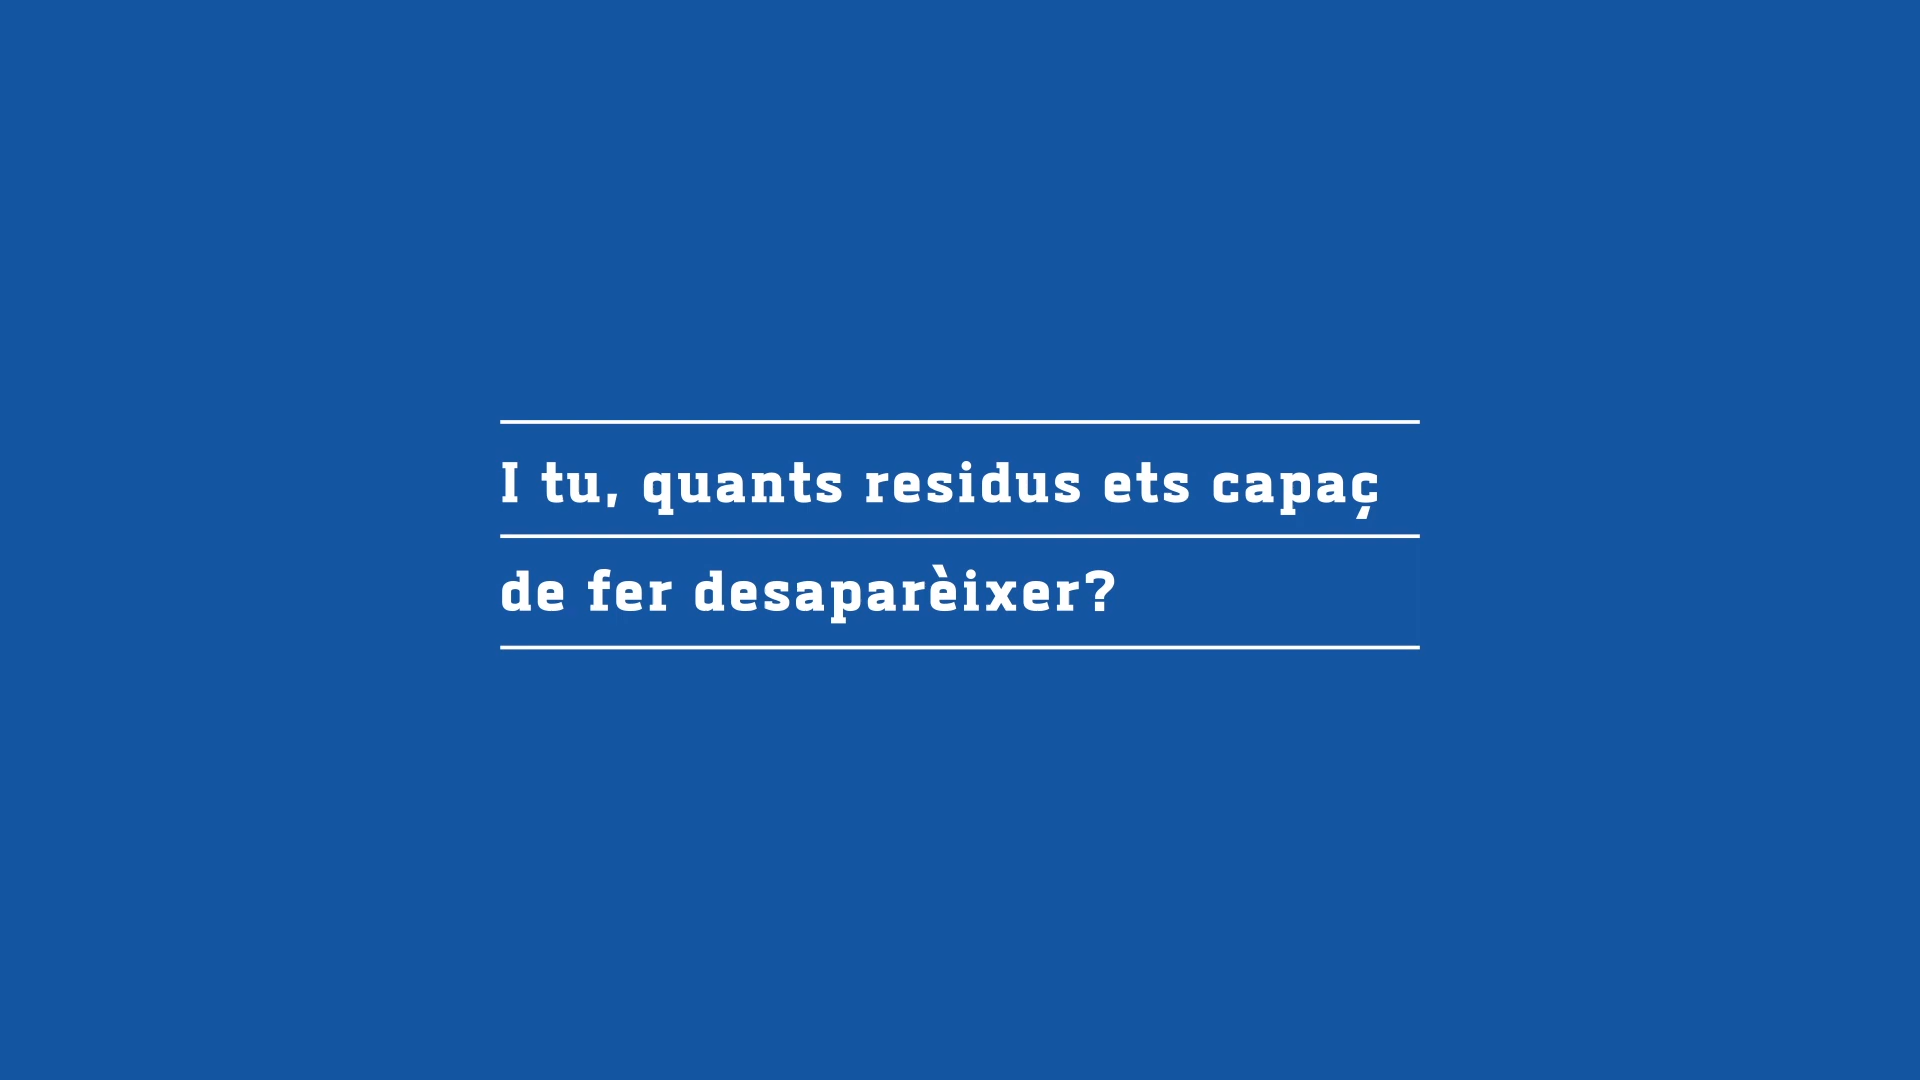 I tu, quants residus ets capaç
de fer desaparèixer?